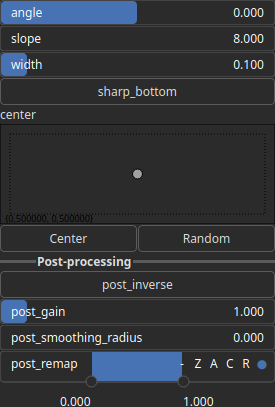 angle 0.000
slope 8.000
width 0.100
sharp_bottom
center
(0.500000, 0.500000)
Center Random
Post-processing
post_inverse
post_gain 1.000
post_smoothing_radius 0.000
post_remap - Z A C R
0.000 1.000